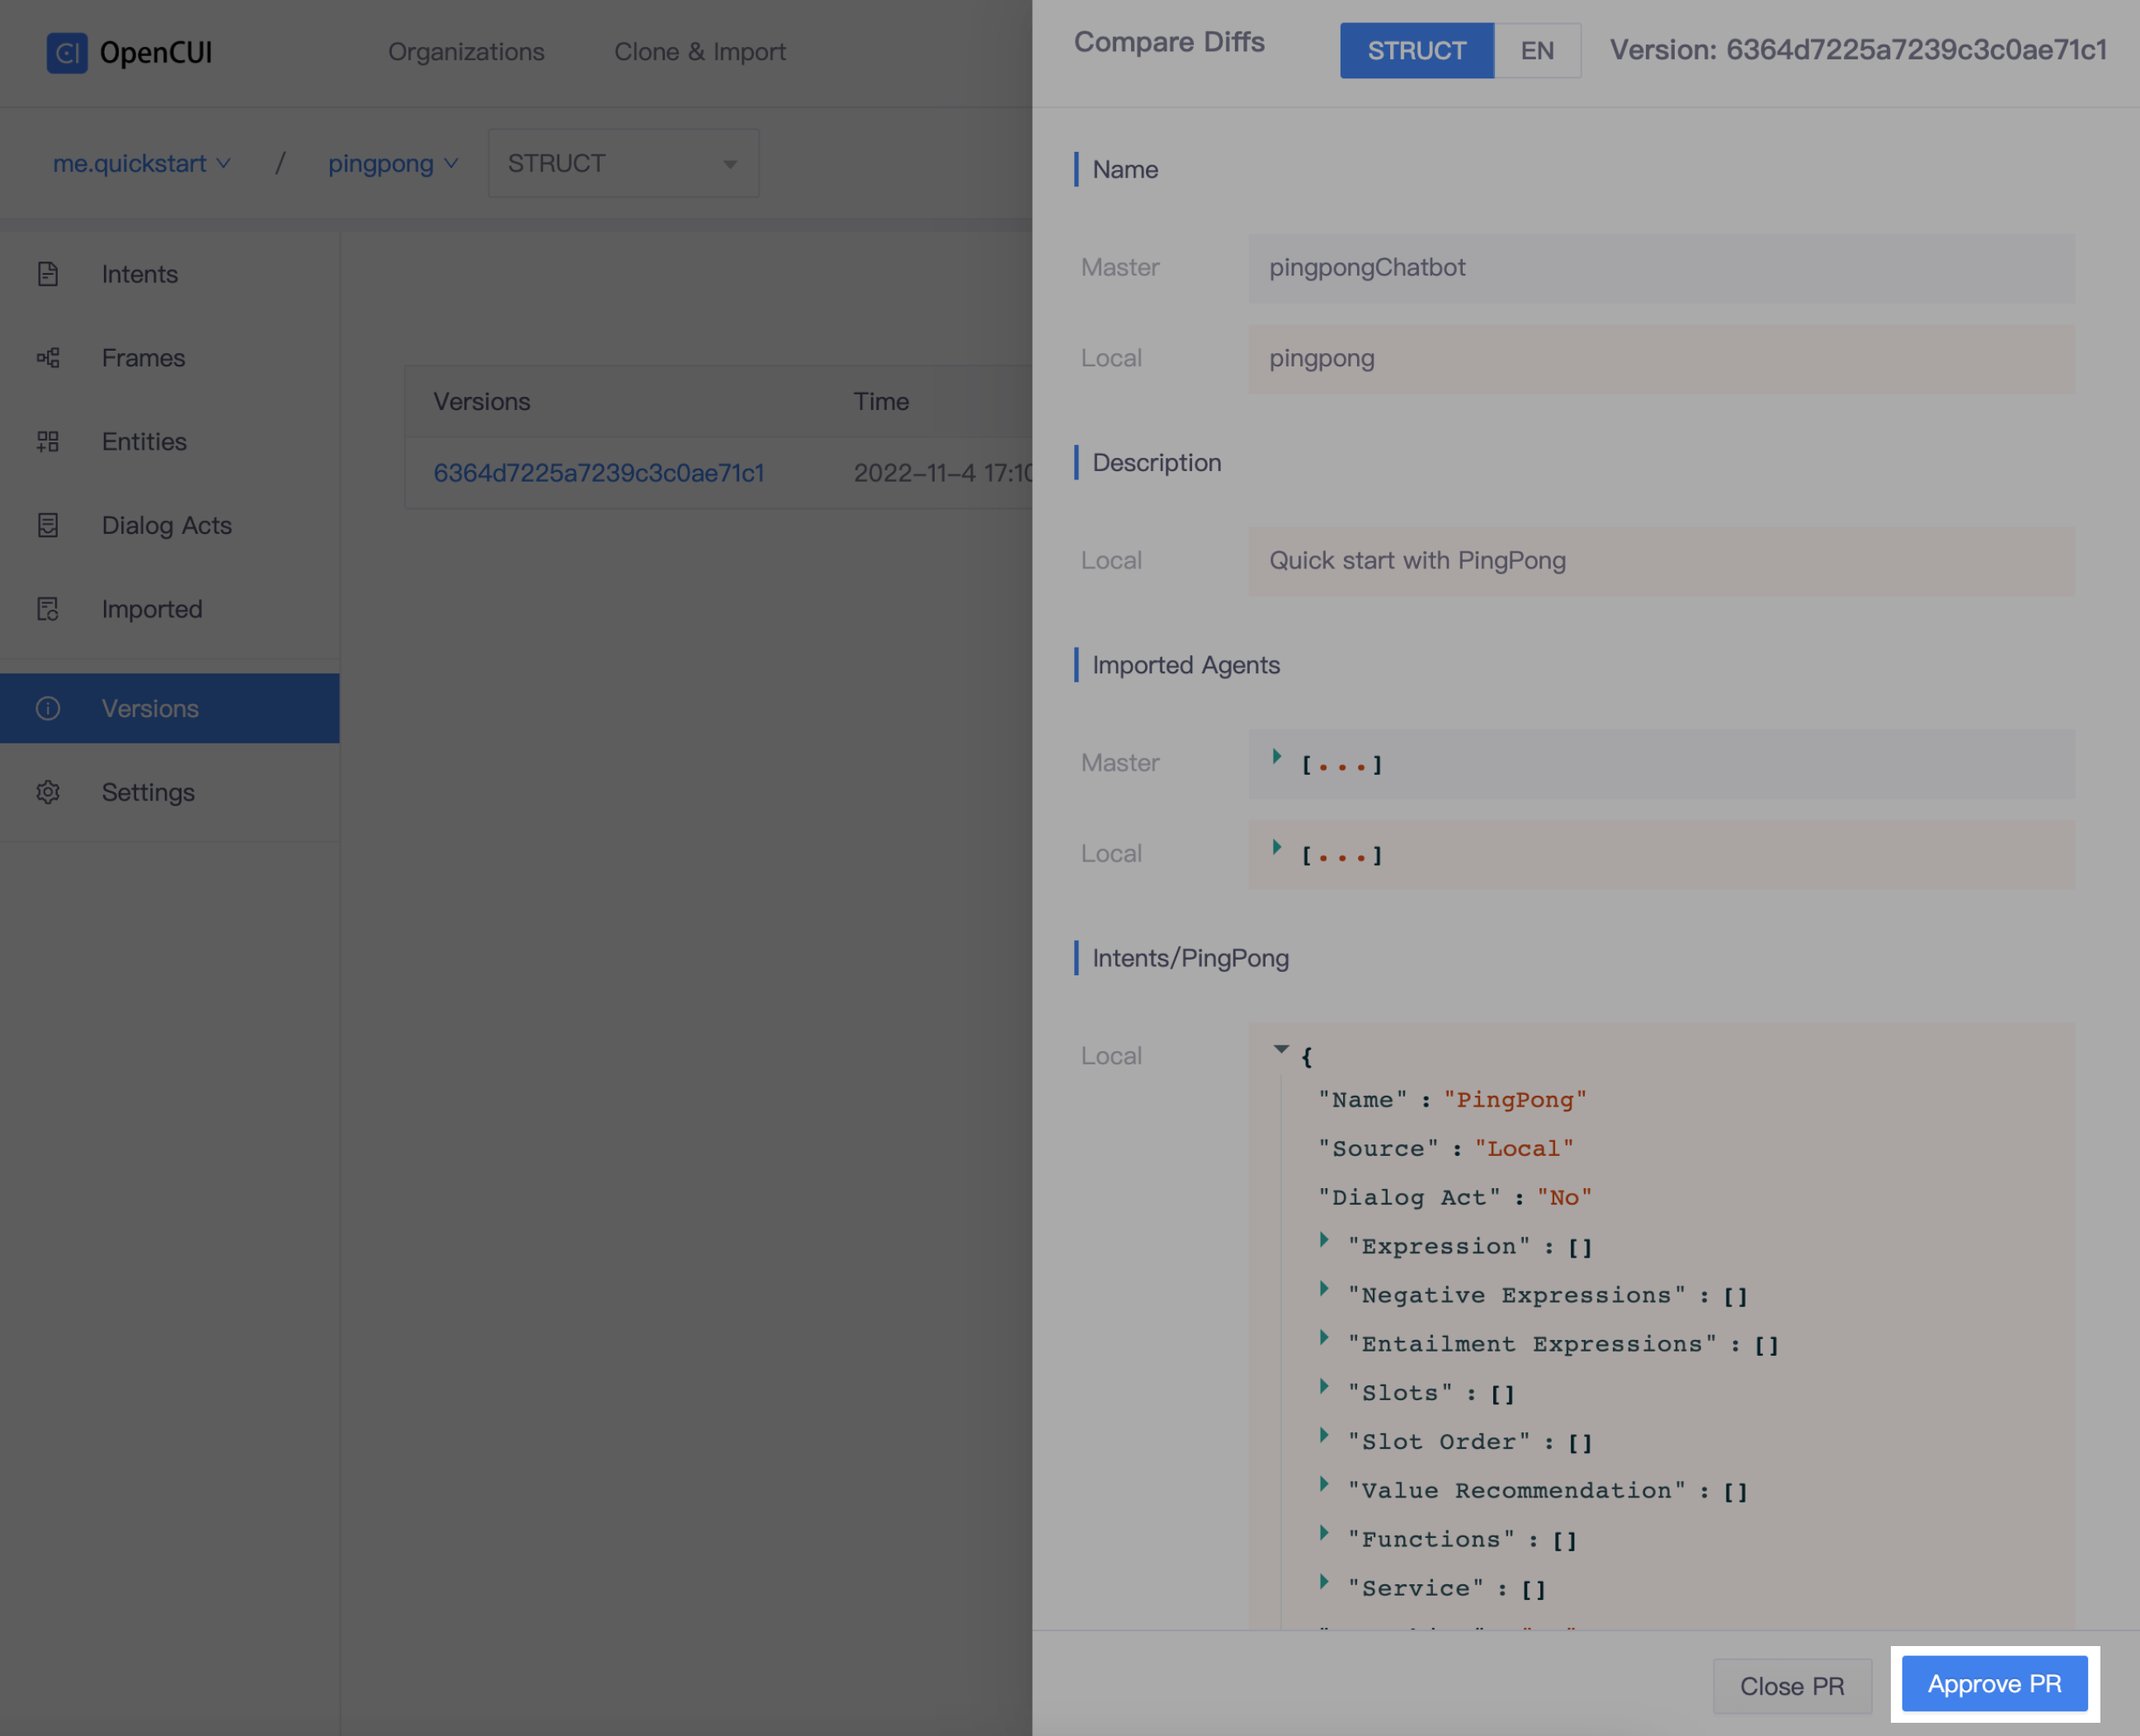 OpenCUI
Organizations
Clone & Import
me.quickstart / pingpong
STRUCT
Intents
Frames
Entities
Dialog Acts
Imported
Versions
Settings
Versions Time
6364d7225a7239c3c0ae71c1 2022-11-4 17:10
Compare Diffs
STRUCT EN
Version: 6364d7225a7239c3c0ae71c1
Name
Master pingpongChatbot
Local pingpong
Description
Local Quick start with PingPong
Imported Agents
Master [...]
Local [...]
Intents/PingPong
Local {
"Name" : "PingPong"
"Source" : "Local"
"Dialog Act" : "No"
"Expression" : []
"Negative Expressions" : []
"Entailment Expressions" : []
"Slots" : []
"Slot Order" : []
"Value Recommendation" : []
"Functions" : []
"Service" : []
Close PR
Approve PR